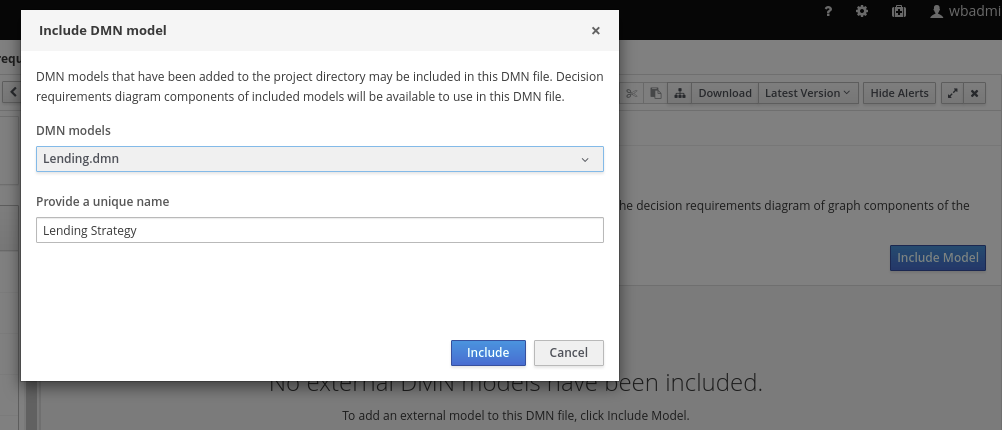 wbadmi
Include DMN model
DMN models that have been added to the project directory may be included in this DMN file. Decision
requirements diagram components of included models will be available to use in this DMN file.
Download
Latest Version
Hide Alerts
DMN models
Lending.dmn
Provide a unique name
he decision requirements diagram of graph components of the
Lending Strategy
Include Model
Include
Cancel
No external DMN models have been included.
To add an external model to this DMN file, click Include Model.